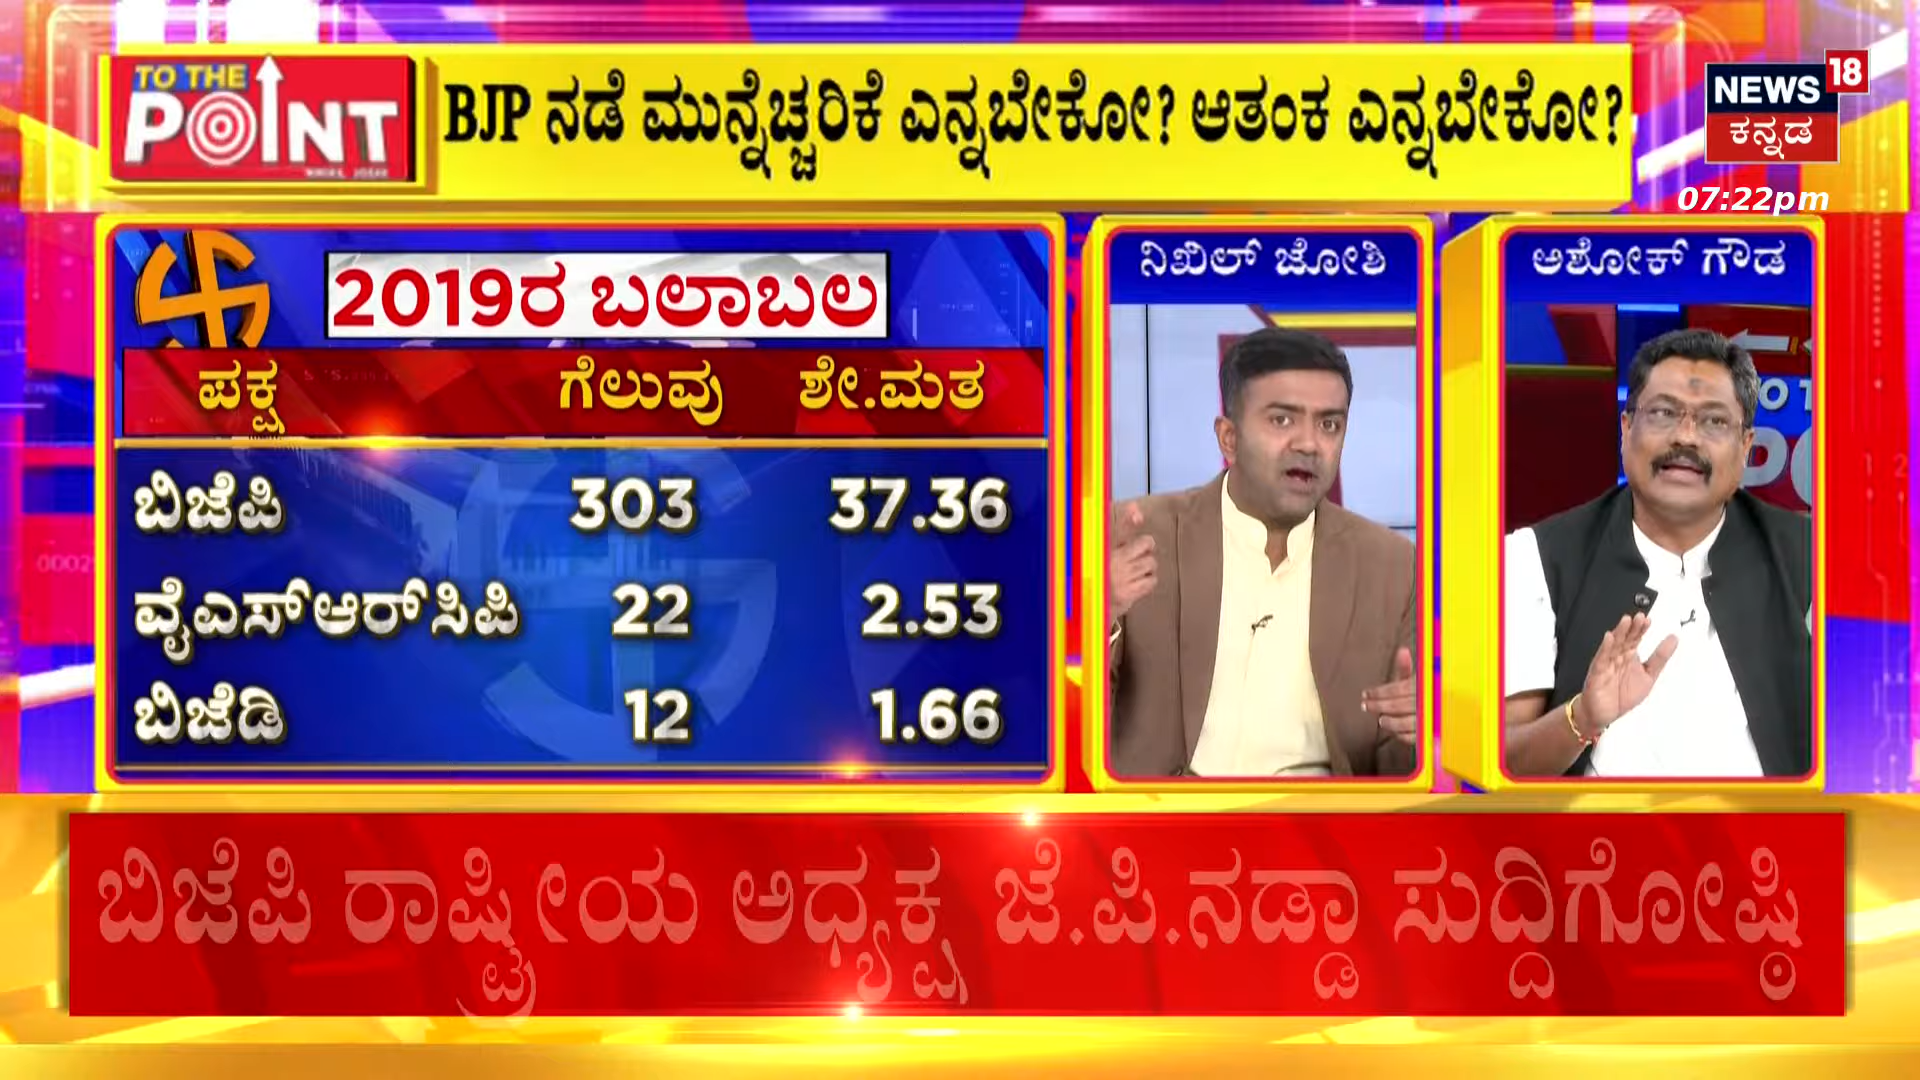 TO THE
POINT
BJP ನಡೆ ಮುನ್ನೆಚ್ಚರಿಕೆ ಎನ್ನಬೇಕೋ? ಆತಂಕ ಎನ್ನಬೇಕೋ?
NEWS 18
ಕನ್ನಡ
07:22pm
2019ರ ಬಲಾಬಲ
ಪಕ್ಷ ಗೆಲುವು ಶೇ.ಮತ
ಬಿಜೆಪಿ 303 37.36
ವೈಎಸ್ಆರ್‌ಸಿಪಿ 22 2.53
ಬಿಜೆಡಿ 12 1.66
ನಿಖಿಲ್ ಜೋಶಿ
ಅಶೋಕ್ ಗೌಡ
ಬಿಜೆಪಿ ರಾಷ್ಟ್ರೀಯ ಅಧ್ಯಕ್ಷ ಜೆ.ಪಿ.ನಡ್ಡಾ ಸುದ್ದಿಗೋಷ್ಠಿ